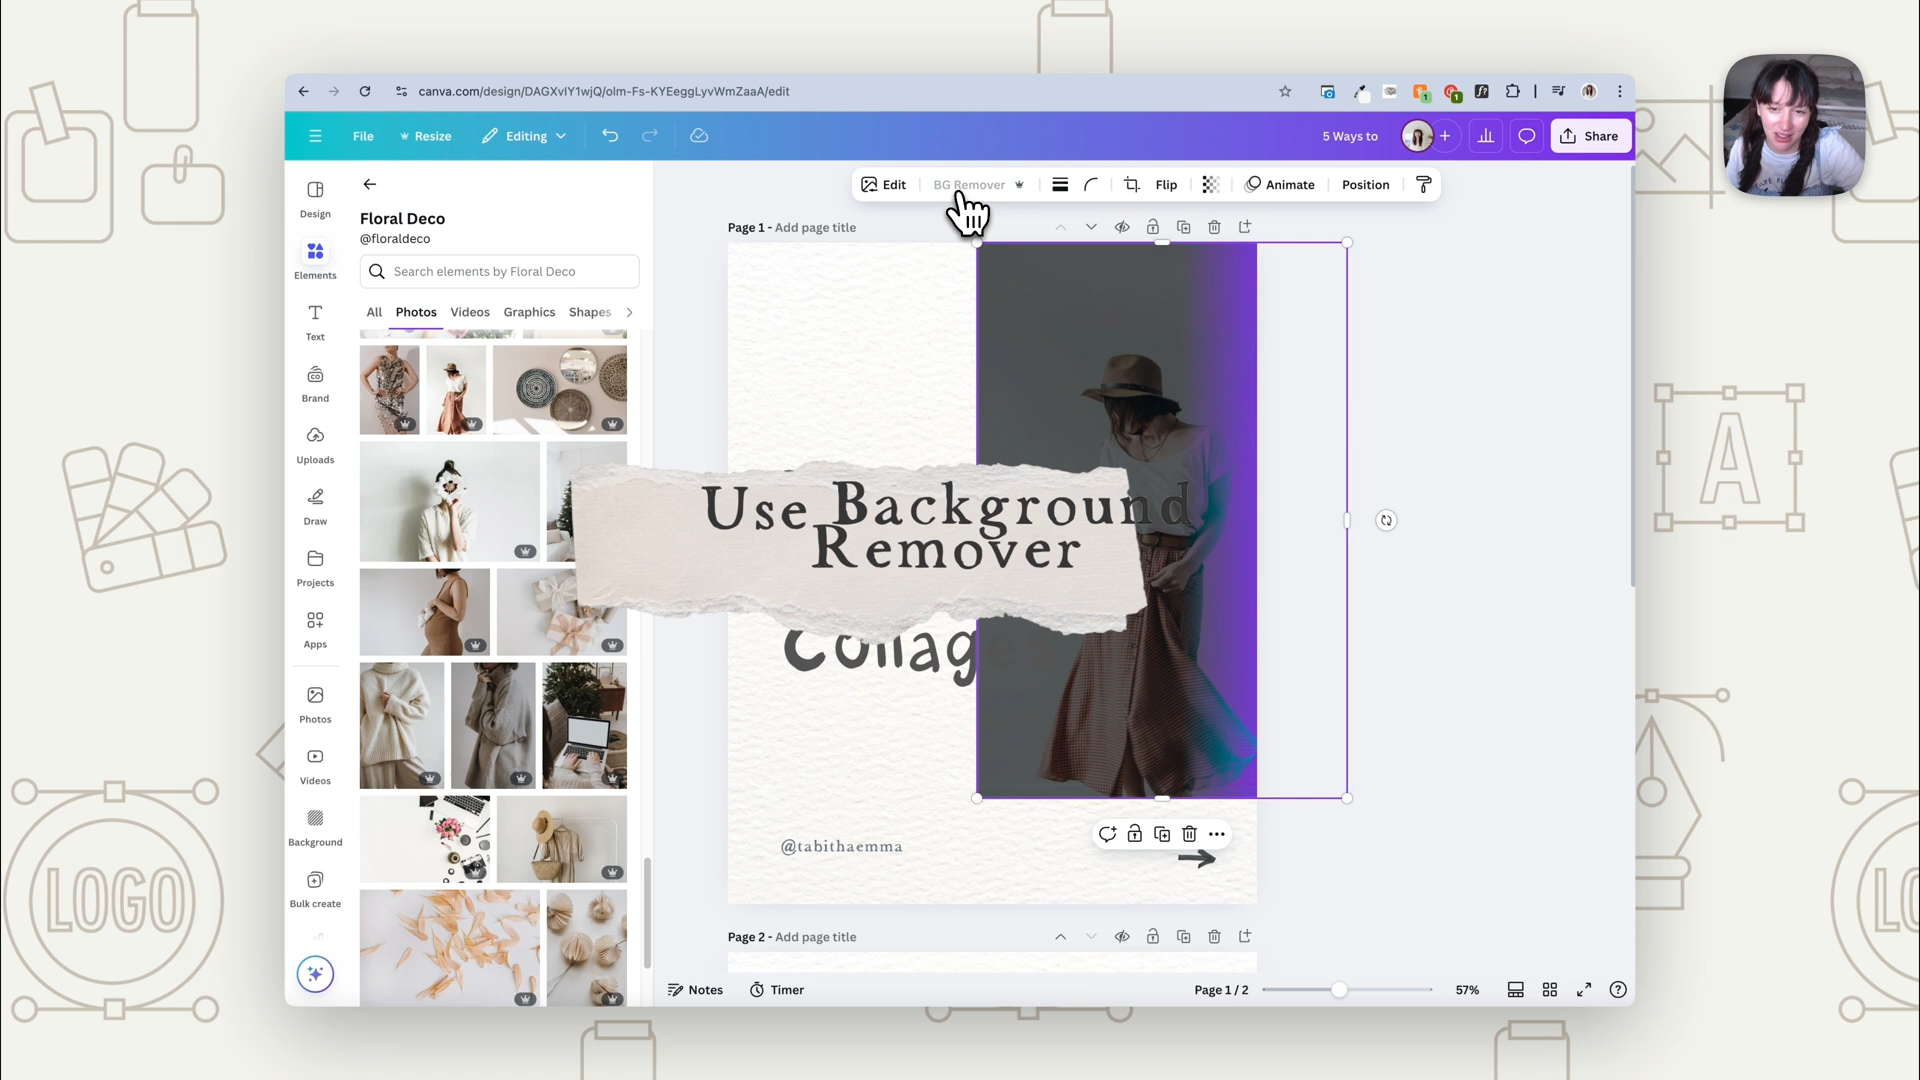 canva.com/design/DAGXvIY1wjQ/olm-Fs-KYEeggLyvWmZaaA/edit
File
Resize
Editing
5 Ways to
Share
Edit
BG Remover
Flip
Animate
Position
Design
Elements
Text
Brand
Uploads
Draw
Projects
Apps
Photos
Videos
Background
Bulk create
Floral Deco
@floraldeco
Search elements by Floral Deco
All
Photos
Videos
Graphics
Shapes
Page 1 - Add page title
Use Background
Remover
Collag
@tabithaemma
Page 2 - Add page title
Notes
Timer
Page 1 / 2
57%
LOGO
A